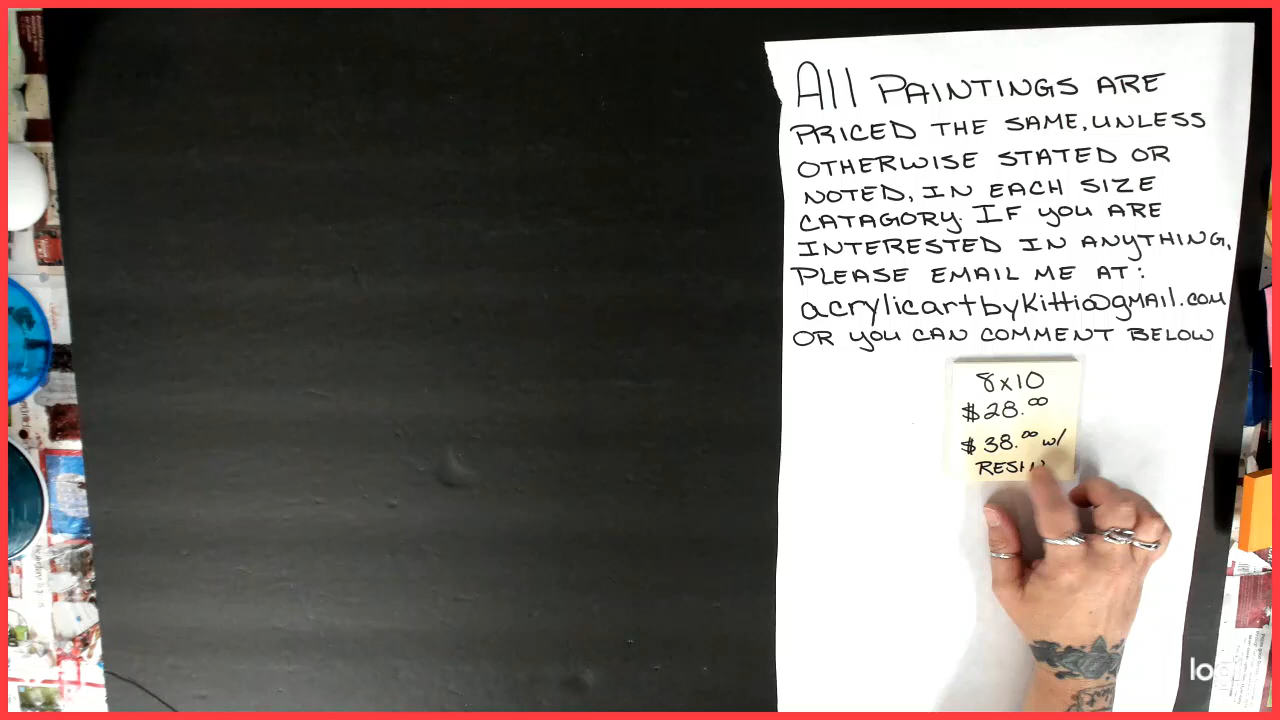 All PAINTINGS ARE
PRICED THE SAME, UNLESS
OTHERWISE STATED OR
NOTED, IN EACH SIZE
CATAGORY. IF YOU ARE
INTERESTED IN ANYTHING,
PLEASE EMAIL ME AT:
acrylicartbykitti@gmail.com
OR YOU CAN COMMENT BELOW
8x10
$28.00
$38.00 w/
RESIN